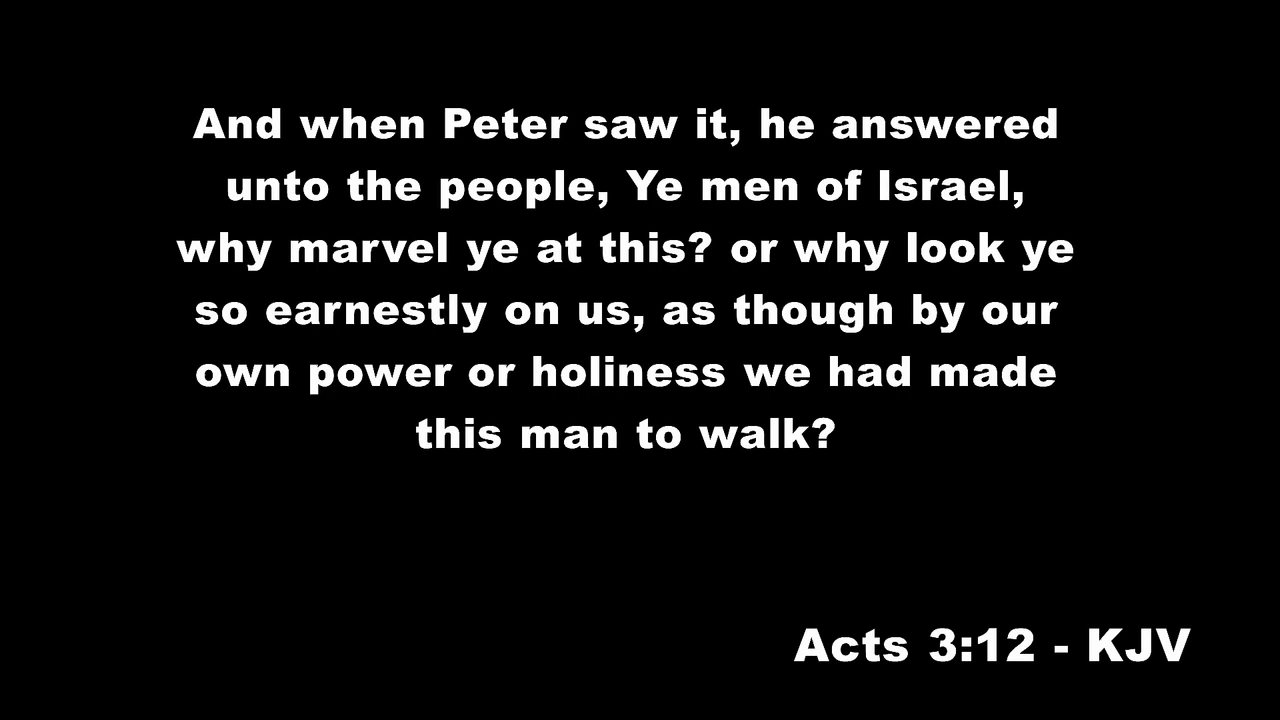 And when Peter saw it, he answered
unto the people, Ye men of Israel,
why marvel ye at this? or why look ye
so earnestly on us, as though by our
own power or holiness we had made
this man to walk?
Acts 3:12 - KJV